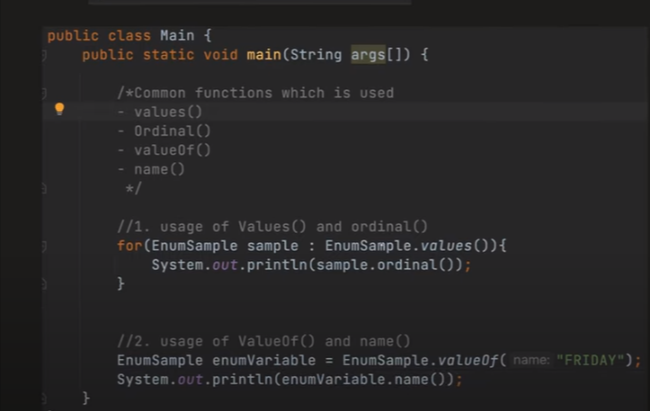 public class Main {
public static void main(String args[]) {
/*Common functions which is used
- values()
- Ordinal()
- valueOf()
- name()
*/
//1. usage of Values() and ordinal()
for(EnumSample sample : EnumSample.values()){
System.out.println(sample.ordinal());
}
//2. usage of ValueOf() and name()
EnumSample enumVariable = EnumSample.valueOf( name: "FRIDAY");
System.out.println(enumVariable.name());
}